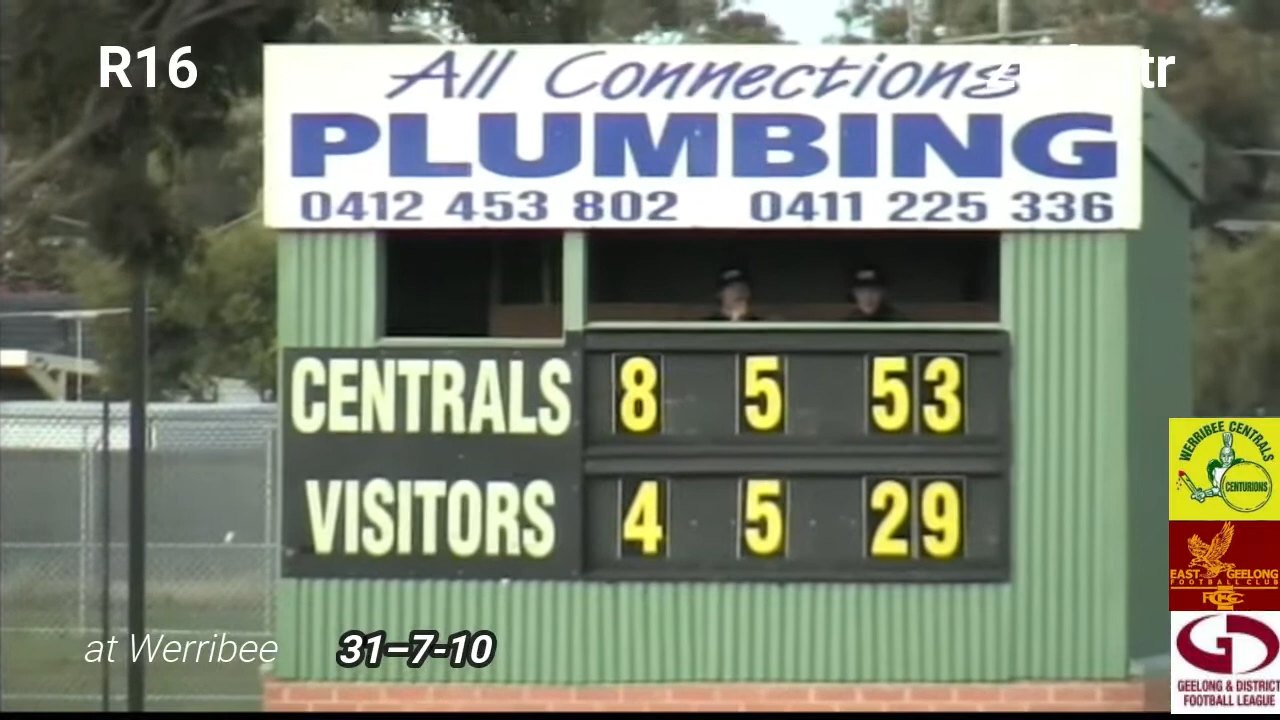 R16
All Connections
PLUMBING
0412 453 802 0411 225 336
CENTRALS 8 5 53
VISITORS 4 5 29
at Werribee 31–7-10
WERRIBEE CENTRALS
CENTURIONS
EAST GEELONG
FOOTBALL CLUB
GEELONG & DISTRICT
FOOTBALL LEAGUE